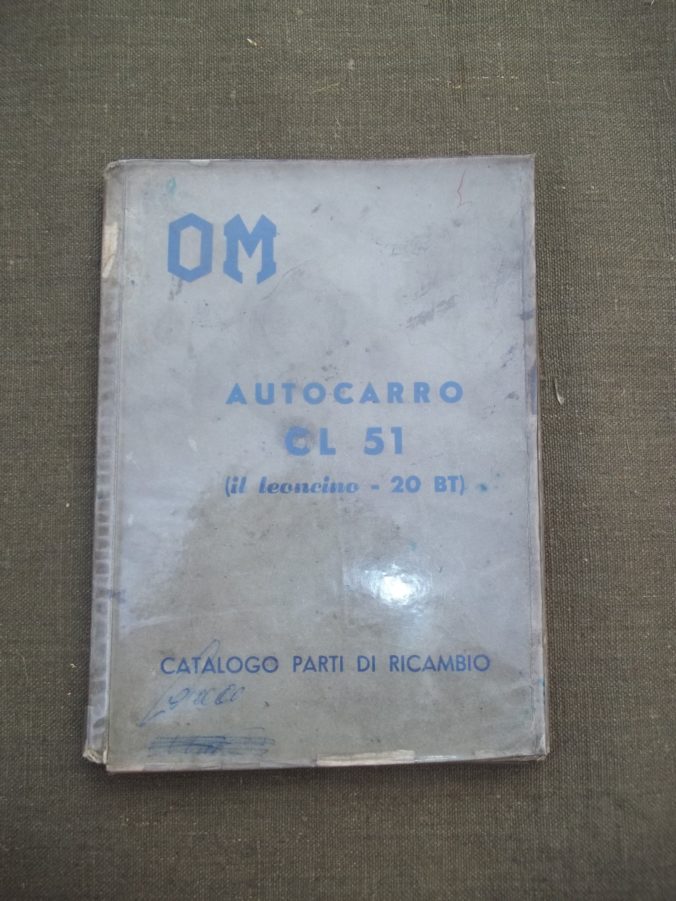 OM
AUTOCARRO
CL 51
(il leoncino - 20 BT)
CATALOGO PARTI DI RICAMBIO